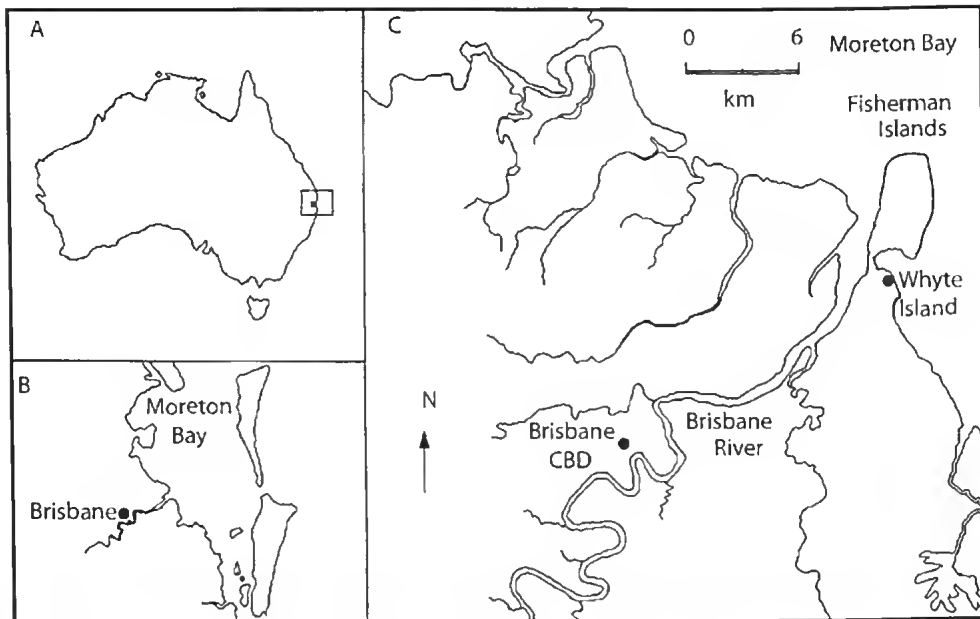 A
B
Moreton
Bay
Brisbane
C
0 6
km
Moreton Bay
Fisherman
Islands
Whyte
Island
N
Brisbane
CBD
Brisbane
River